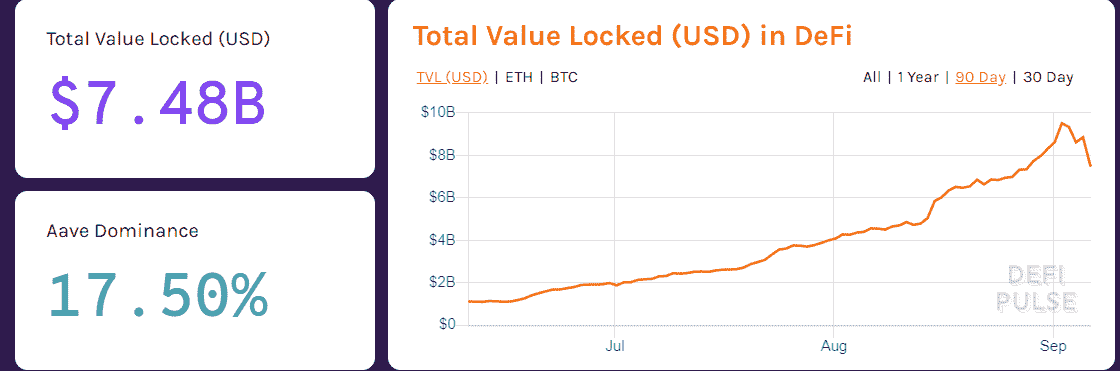 Total Value Locked (USD)
$7.48B
Aave Dominance
17.50%
Total Value Locked (USD) in DeFi
TVL (USD) | ETH | BTC
All | 1 Year | 90 Day | 30 Day
$10B
$8B
$6B
$4B
$2B
$0
Jul
Aug
Sep
DEFI
PULSE